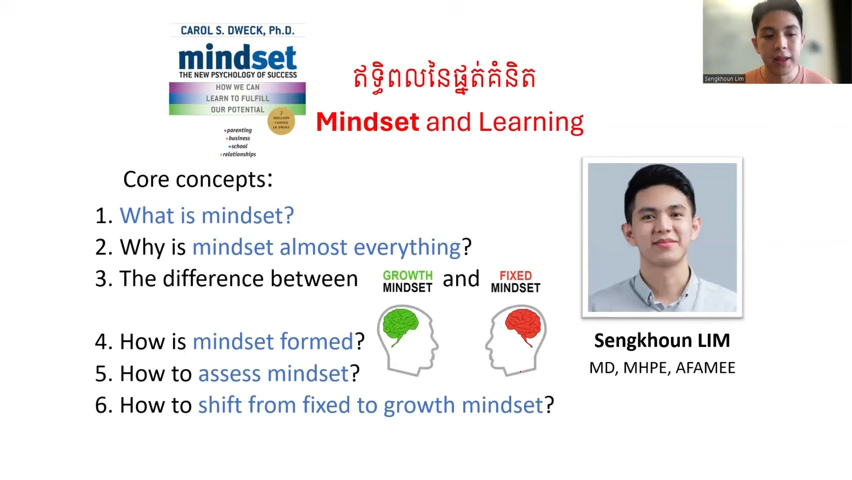 CAROL S. DWECK, Ph.D.
mindset
THE NEW PSYCHOLOGY OF SUCCESS
HOW WE CAN
LEARN TO FULFILL
OUR POTENTIAL
*parenting
*business
*school
*relationships
ឥទ្ធិពលនៃផ្នត់គំនិត
Mindset and Learning
Sengkhoun Lim
Core concepts:
1. What is mindset?
2. Why is mindset almost everything?
3. The difference between GROWTH MINDSET and FIXED MINDSET
4. How is mindset formed?
5. How to assess mindset?
6. How to shift from fixed to growth mindset?
Sengkhoun LIM
MD, MHPE, AFAMEE